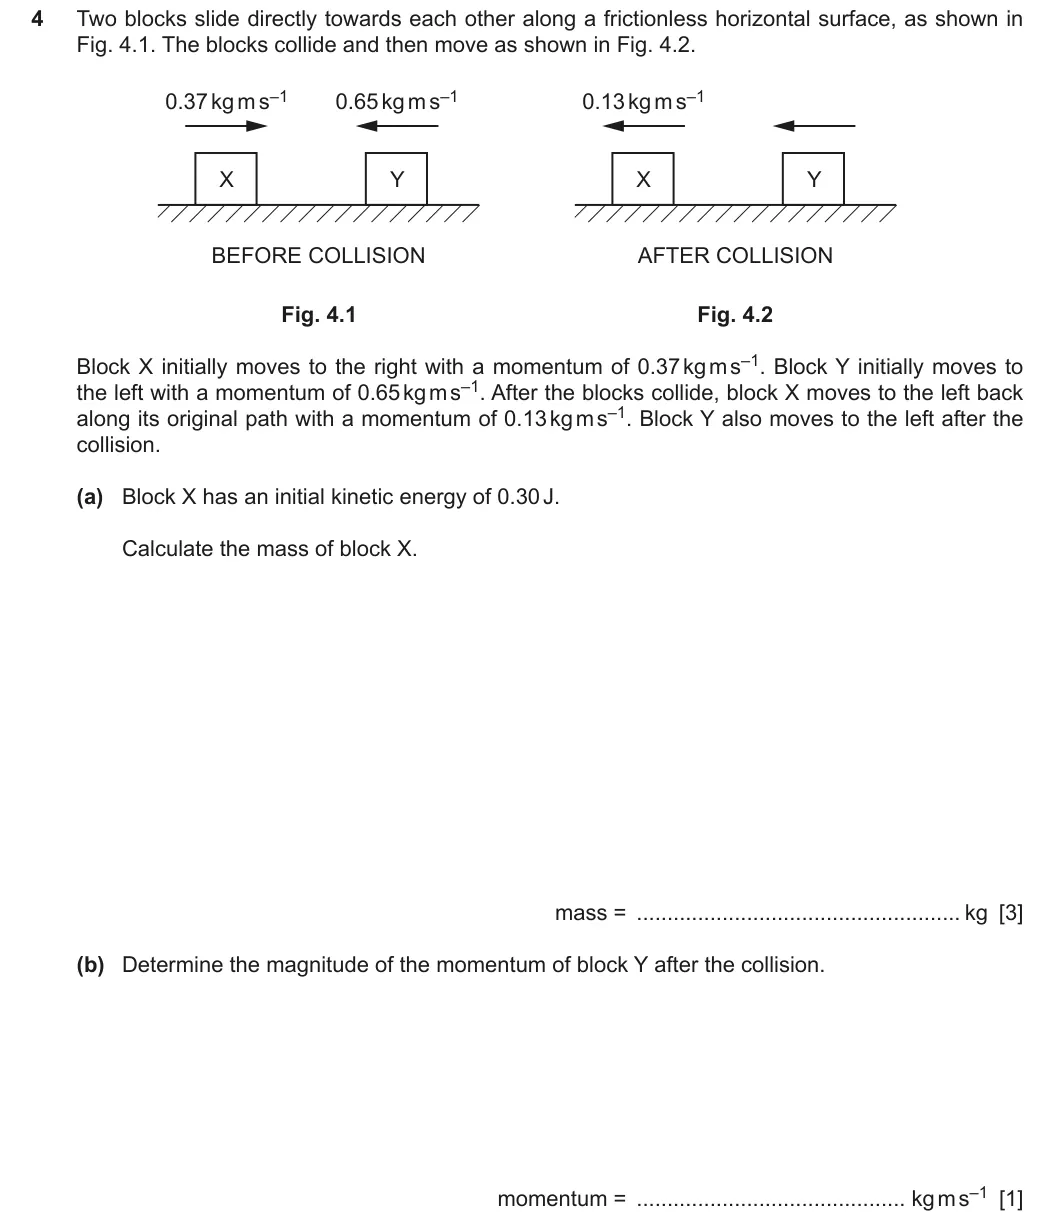 4 Two blocks slide directly towards each other along a frictionless horizontal surface, as shown in
Fig. 4.1. The blocks collide and then move as shown in Fig. 4.2.
0.37 kg m s⁻¹ 0.65 kg m s⁻¹ 0.13 kg m s⁻¹
X Y X Y
BEFORE COLLISION AFTER COLLISION
Fig. 4.1 Fig. 4.2
Block X initially moves to the right with a momentum of 0.37 kg m s⁻¹. Block Y initially moves to
the left with a momentum of 0.65 kg m s⁻¹. After the blocks collide, block X moves to the left back
along its original path with a momentum of 0.13 kg m s⁻¹. Block Y also moves to the left after the
collision.
(a) Block X has an initial kinetic energy of 0.30 J.
Calculate the mass of block X.
mass = ..................................................... kg [3]
(b) Determine the magnitude of the momentum of block Y after the collision.
momentum = ............................................ kg m s⁻¹ [1]